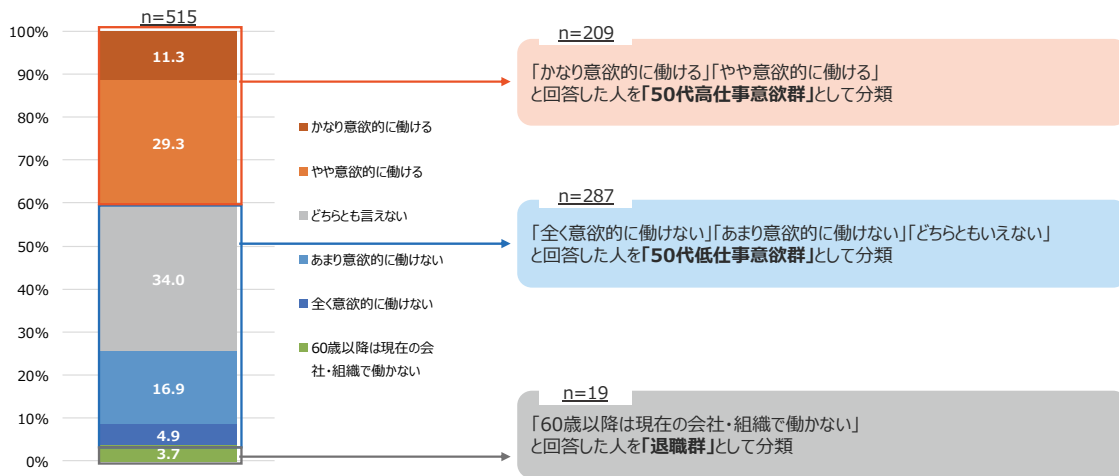 n=515
100%
90%
80%
70%
60%
50%
40%
30%
20%
10%
0%
11.3
29.3
34.0
16.9
4.9
3.7
かなり意欲的に働ける
やや意欲的に働ける
どちらとも言えない
あまり意欲的に働けない
全く意欲的に働けない
60歳以降は現在の会
社・組織で働かない
n=209
「かなり意欲的に働ける」「やや意欲的に働ける」
と回答した人を「50代高仕事意欲群」として分類
n=287
「全く意欲的に働けない」「あまり意欲的に働けない」「どちらともいえない」
と回答した人を「50代低仕事意欲群」として分類
n=19
「60歳以降は現在の会社・組織で働かない」
と回答した人を「退職群」として分類